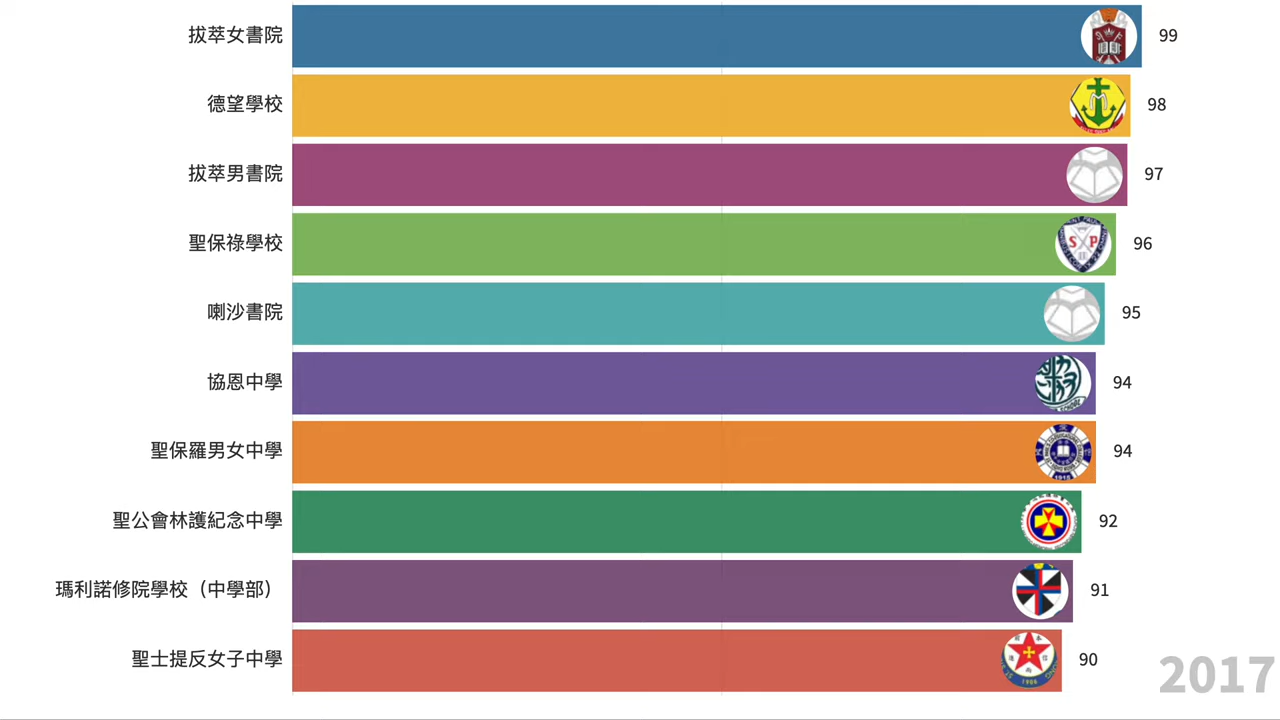 拔萃女書院 99
德望學校 98
拔萃男書院 97
聖保祿學校 96
喇沙書院 95
協恩中學 94
聖保羅男女中學 94
聖公會林護紀念中學 92
瑪利諾修院學校（中學部） 91
聖士提反女子中學 90
2017